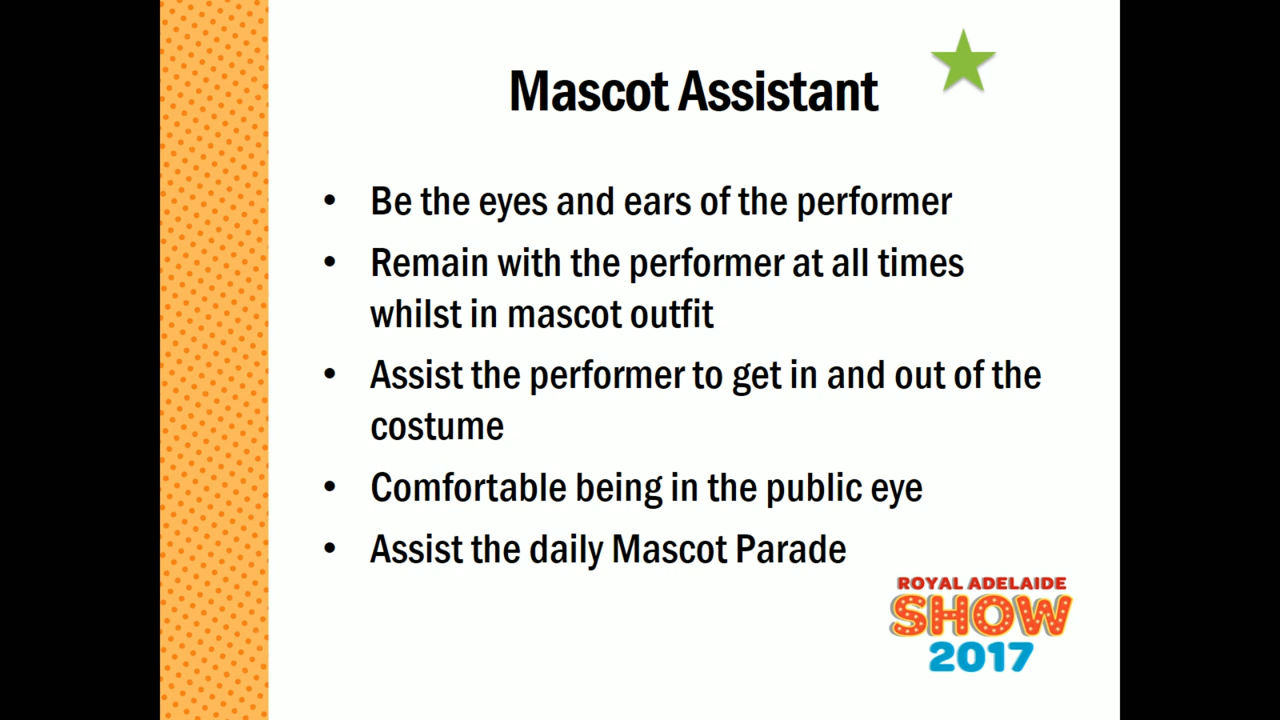 Mascot Assistant
• Be the eyes and ears of the performer
• Remain with the performer at all times
whilst in mascot outfit
• Assist the performer to get in and out of the
costume
• Comfortable being in the public eye
• Assist the daily Mascot Parade
ROYAL ADELAIDE
SHOW
2017